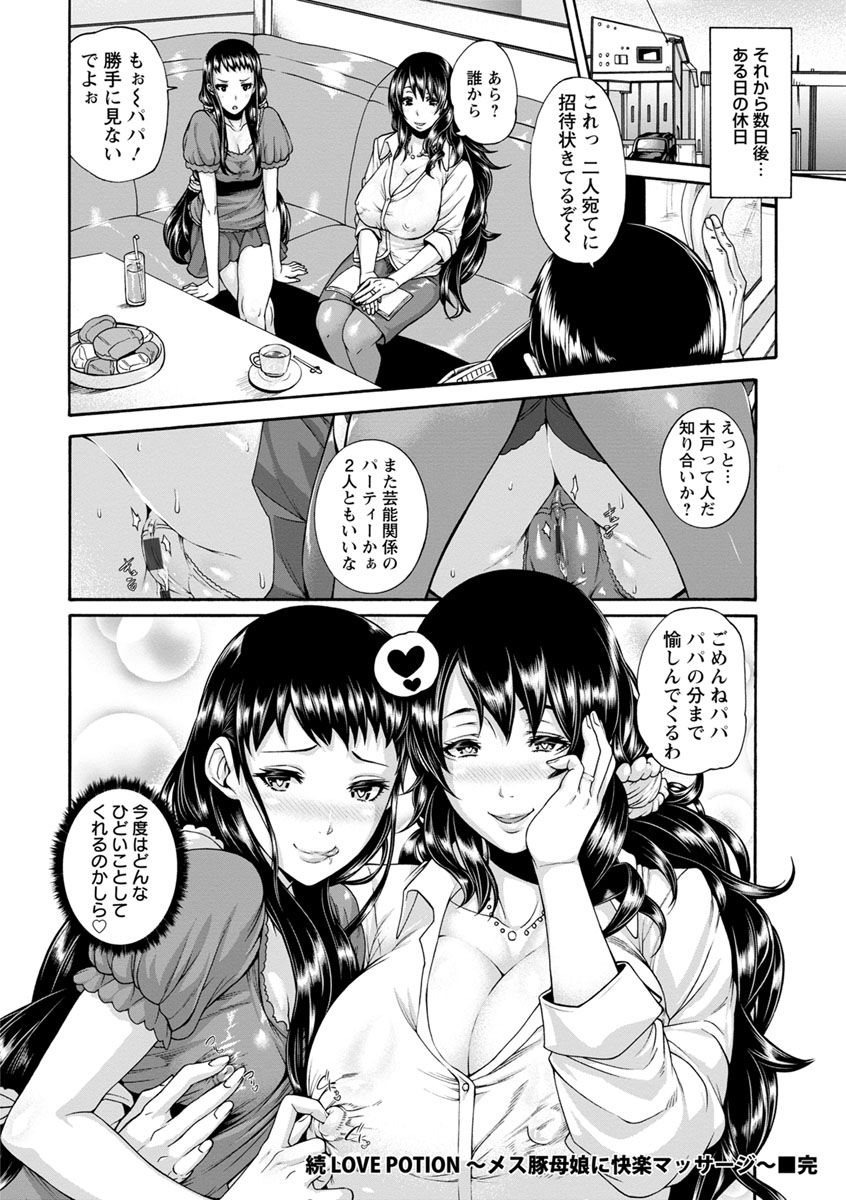 それから数日後…
ある日の休日
これっ 二人宛てに
招待状きてるぞ～
あら？
誰から
もぉ～パパ！
勝手に見ない
でよぉ
えっと…
木戸って人だ
知り合いか？
また芸能関係の
パーティーかぁ
２人ともいいな
ごめんねパパ
パパの分まで
愉しんでくるわ
今度はどんな
ひどいことして
くれるのかしら♡
続 LOVE POTION ～メス豚母娘に快楽マッサージ～■完